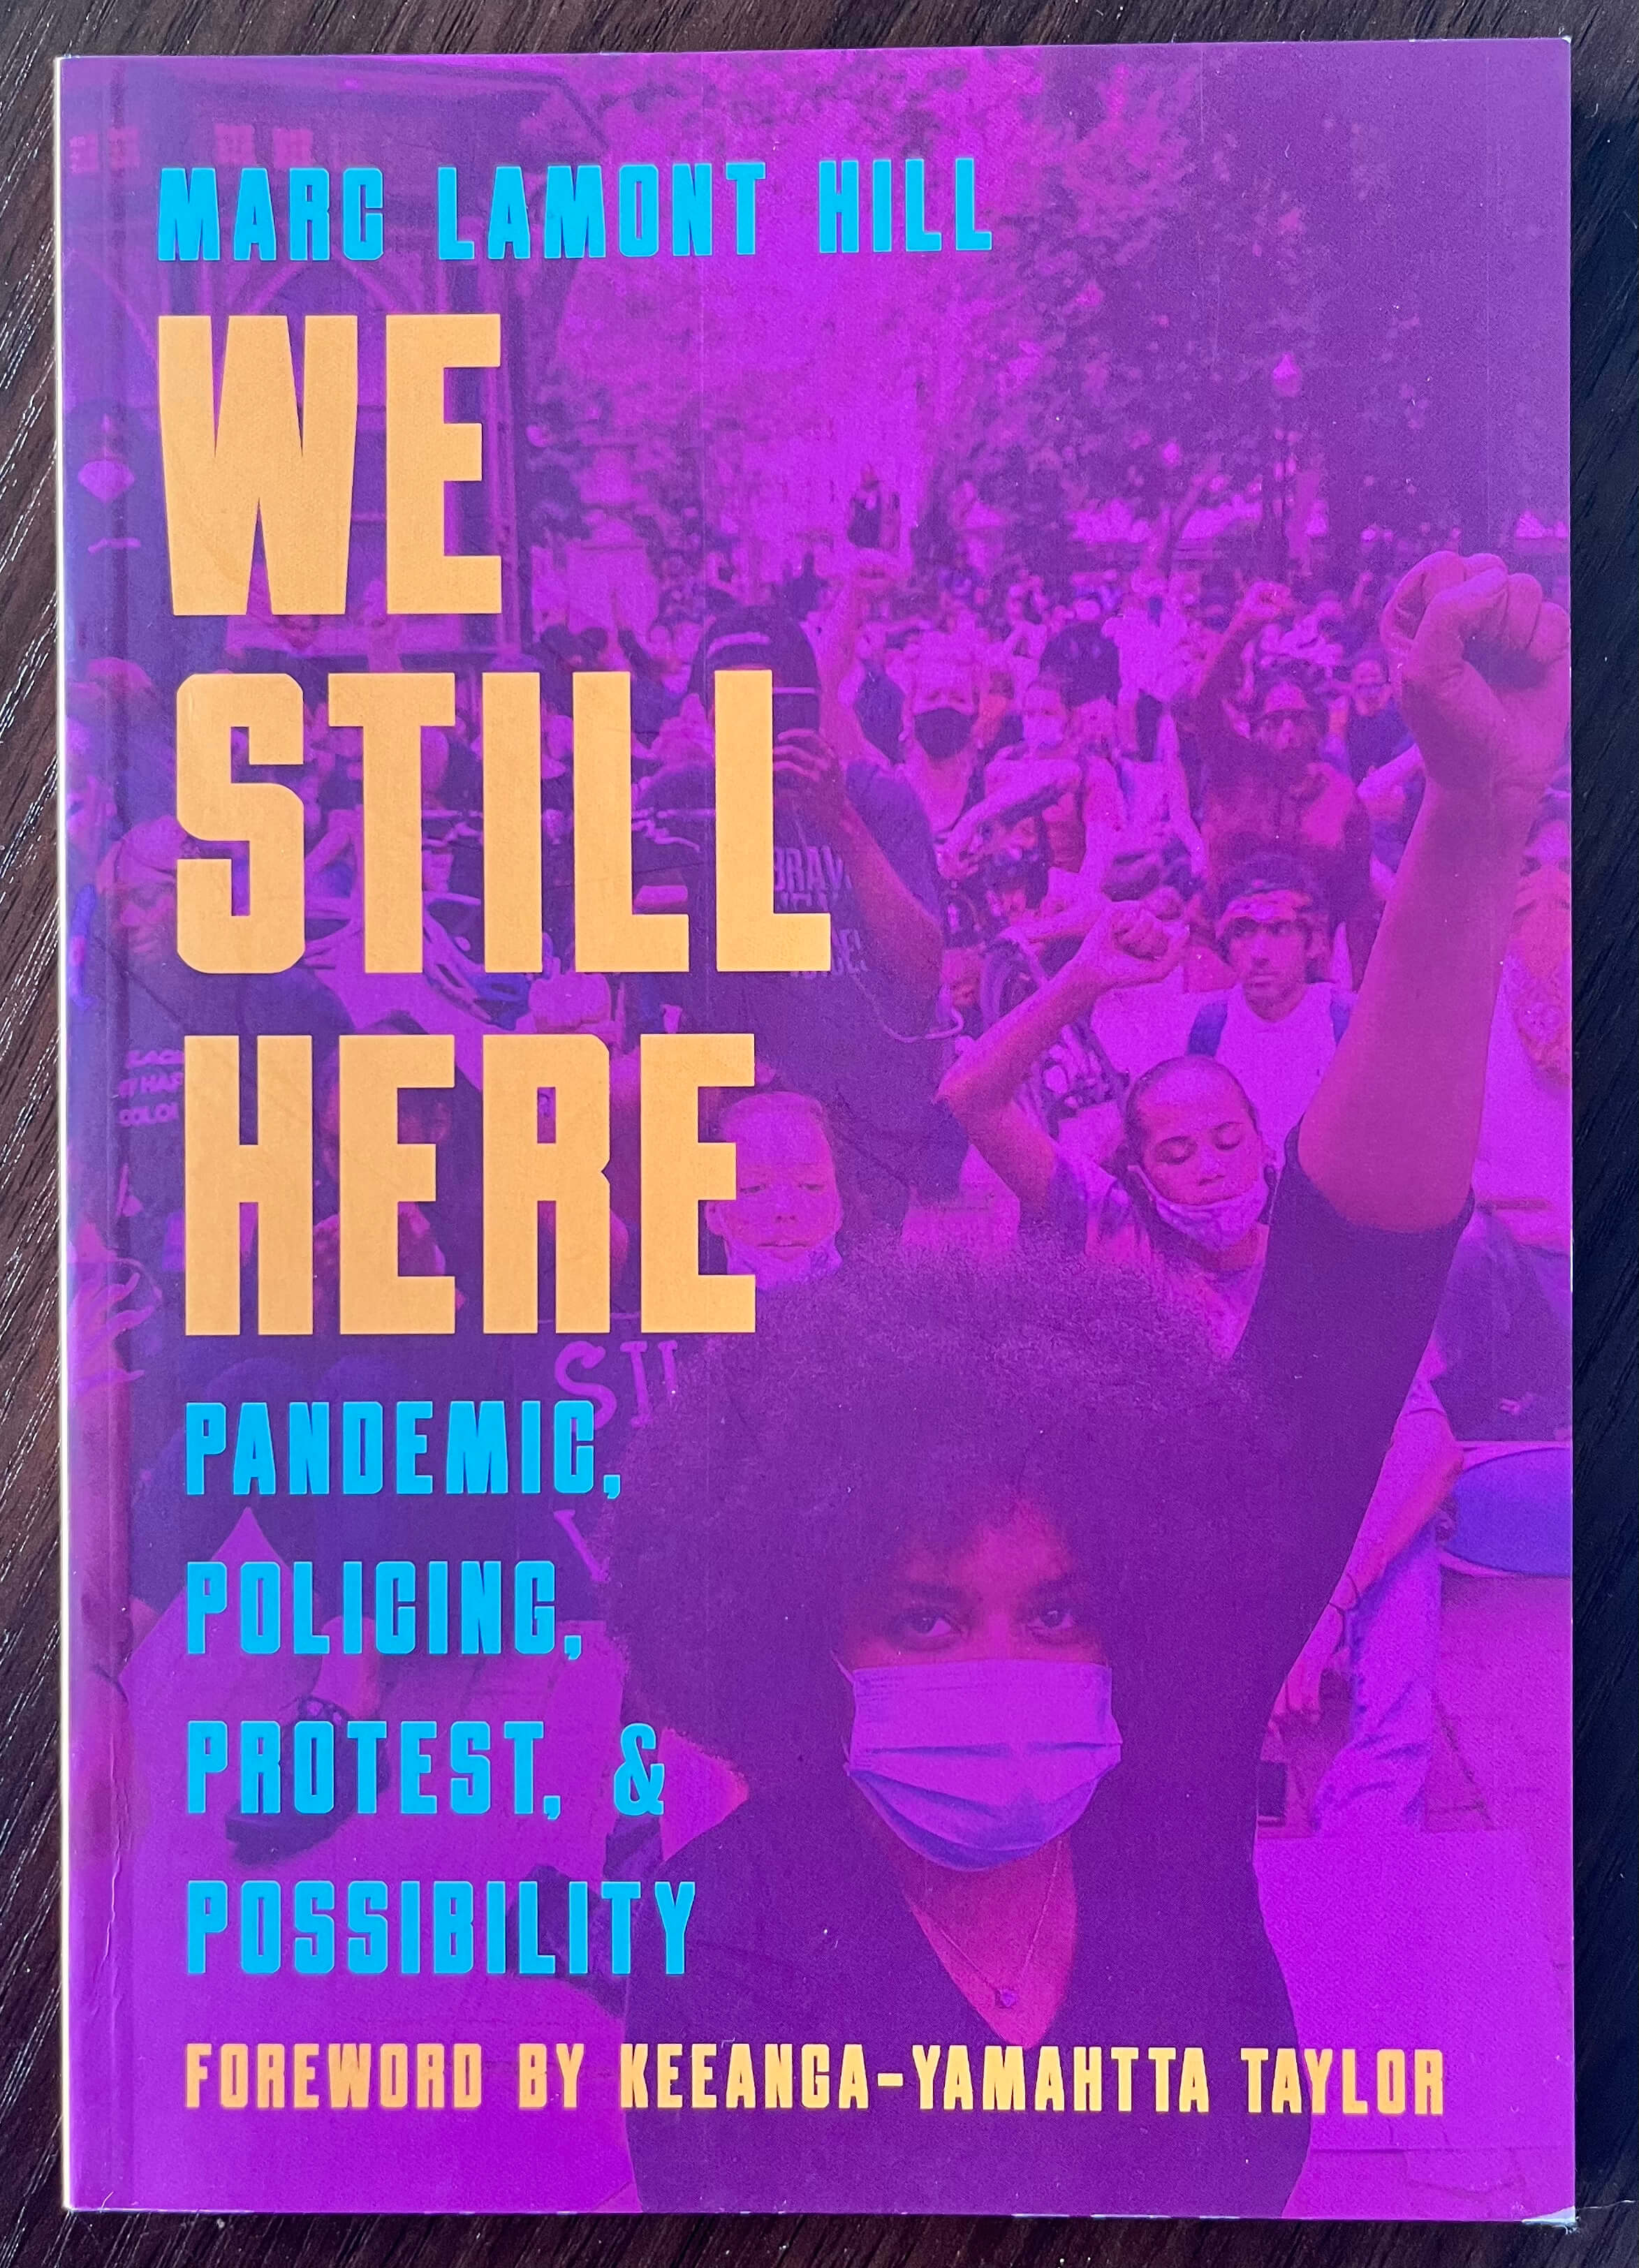 MARC LAMONT HILL
WE
STILL
HERE
PANDEMIC,
POLICING,
PROTEST, &
POSSIBILITY
FOREWORD BY KEEANGA-YAMAHTTA TAYLOR